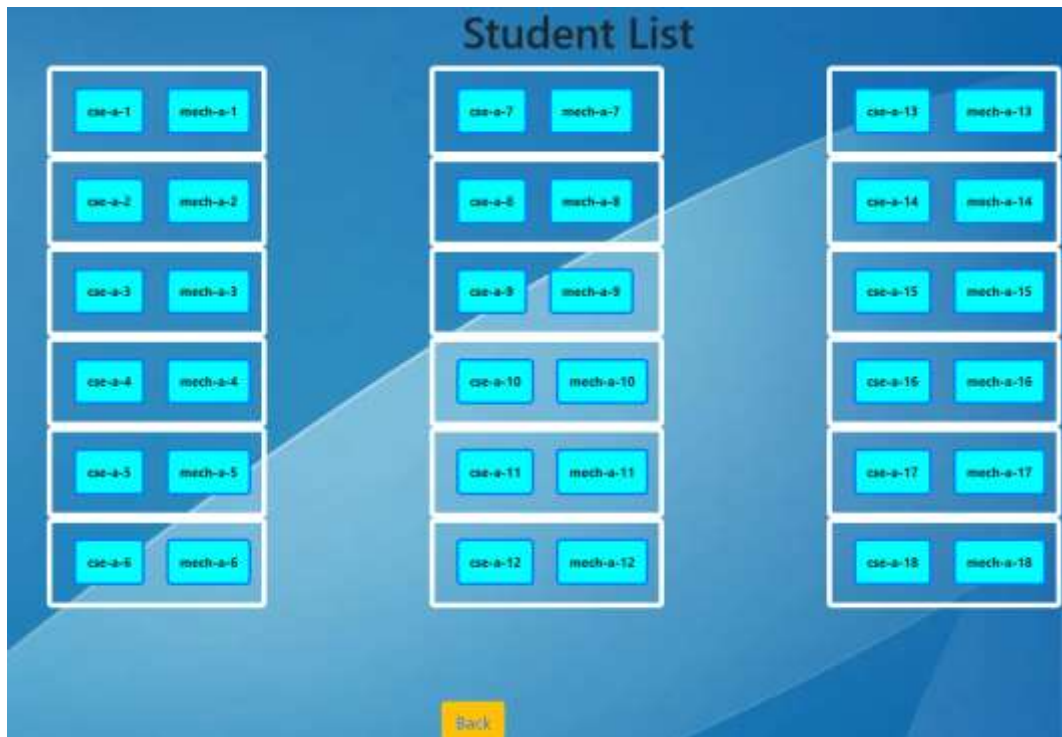 Student List
cse-a-1 mech-a-1 cse-a-7 mech-a-7 cse-a-13 mech-a-13
cse-a-2 mech-a-2 cse-a-8 mech-a-8 cse-a-14 mech-a-14
cse-a-3 mech-a-3 cse-a-9 mech-a-9 cse-a-15 mech-a-15
cse-a-4 mech-a-4 cse-a-10 mech-a-10 cse-a-16 mech-a-16
cse-a-5 mech-a-5 cse-a-11 mech-a-11 cse-a-17 mech-a-17
cse-a-6 mech-a-6 cse-a-12 mech-a-12 cse-a-18 mech-a-18
Back